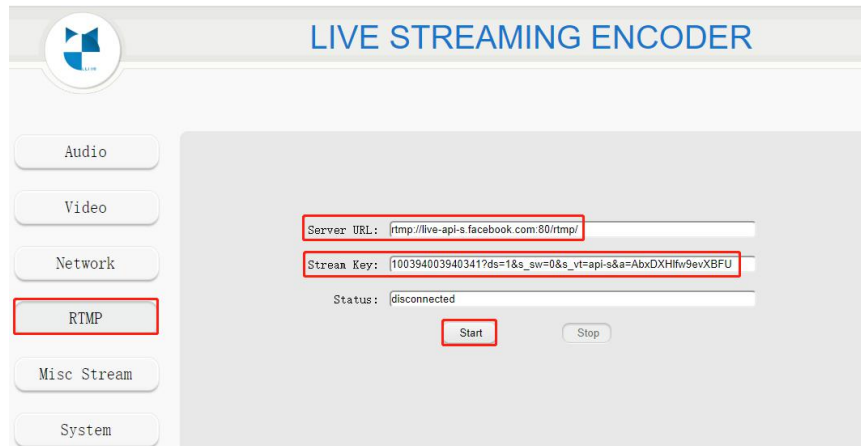 LIVE STREAMING ENCODER
Audio
Video
Network
RTMP
Misc Stream
System
Server URL: rtmp://live-api-s.facebook.com:80/rtmp/
Stream Key: 100394003940341?ds=1&s_sw=0&s_vt=api-s&a=AbxDXHlfw9evXBFU
Status: disconnected
Start Stop